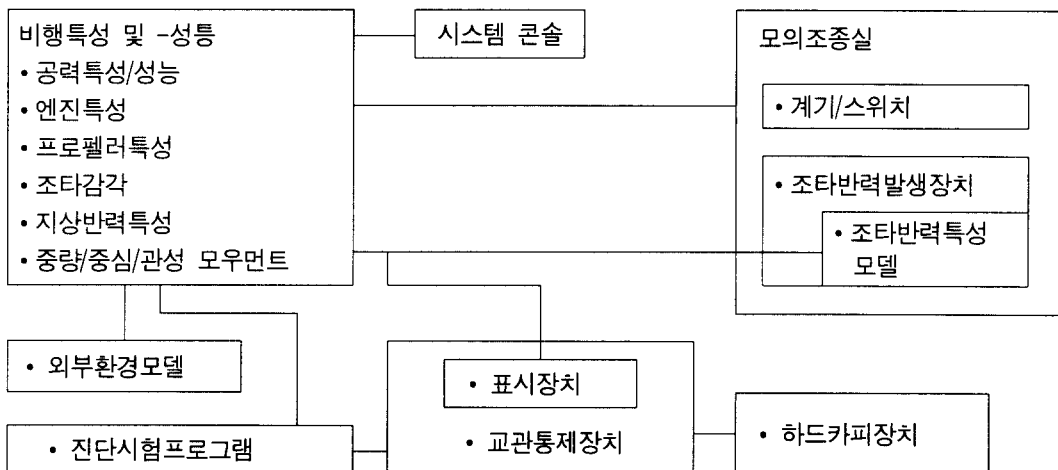 비행특성 및 -성틍
• 공력특성/성능
• 엔진특성
• 프로펠러특성
• 조타감각
• 지상반력특성
• 중량/중심/관성 모우먼트
시스템 콘솔
모의조종실
• 계기/스위치
• 조타반력발생장치
• 조타반력특성
모델
• 외부환경모델
• 진단시험프로그램
• 표시장치
• 교관통제장치
• 하드카피장치